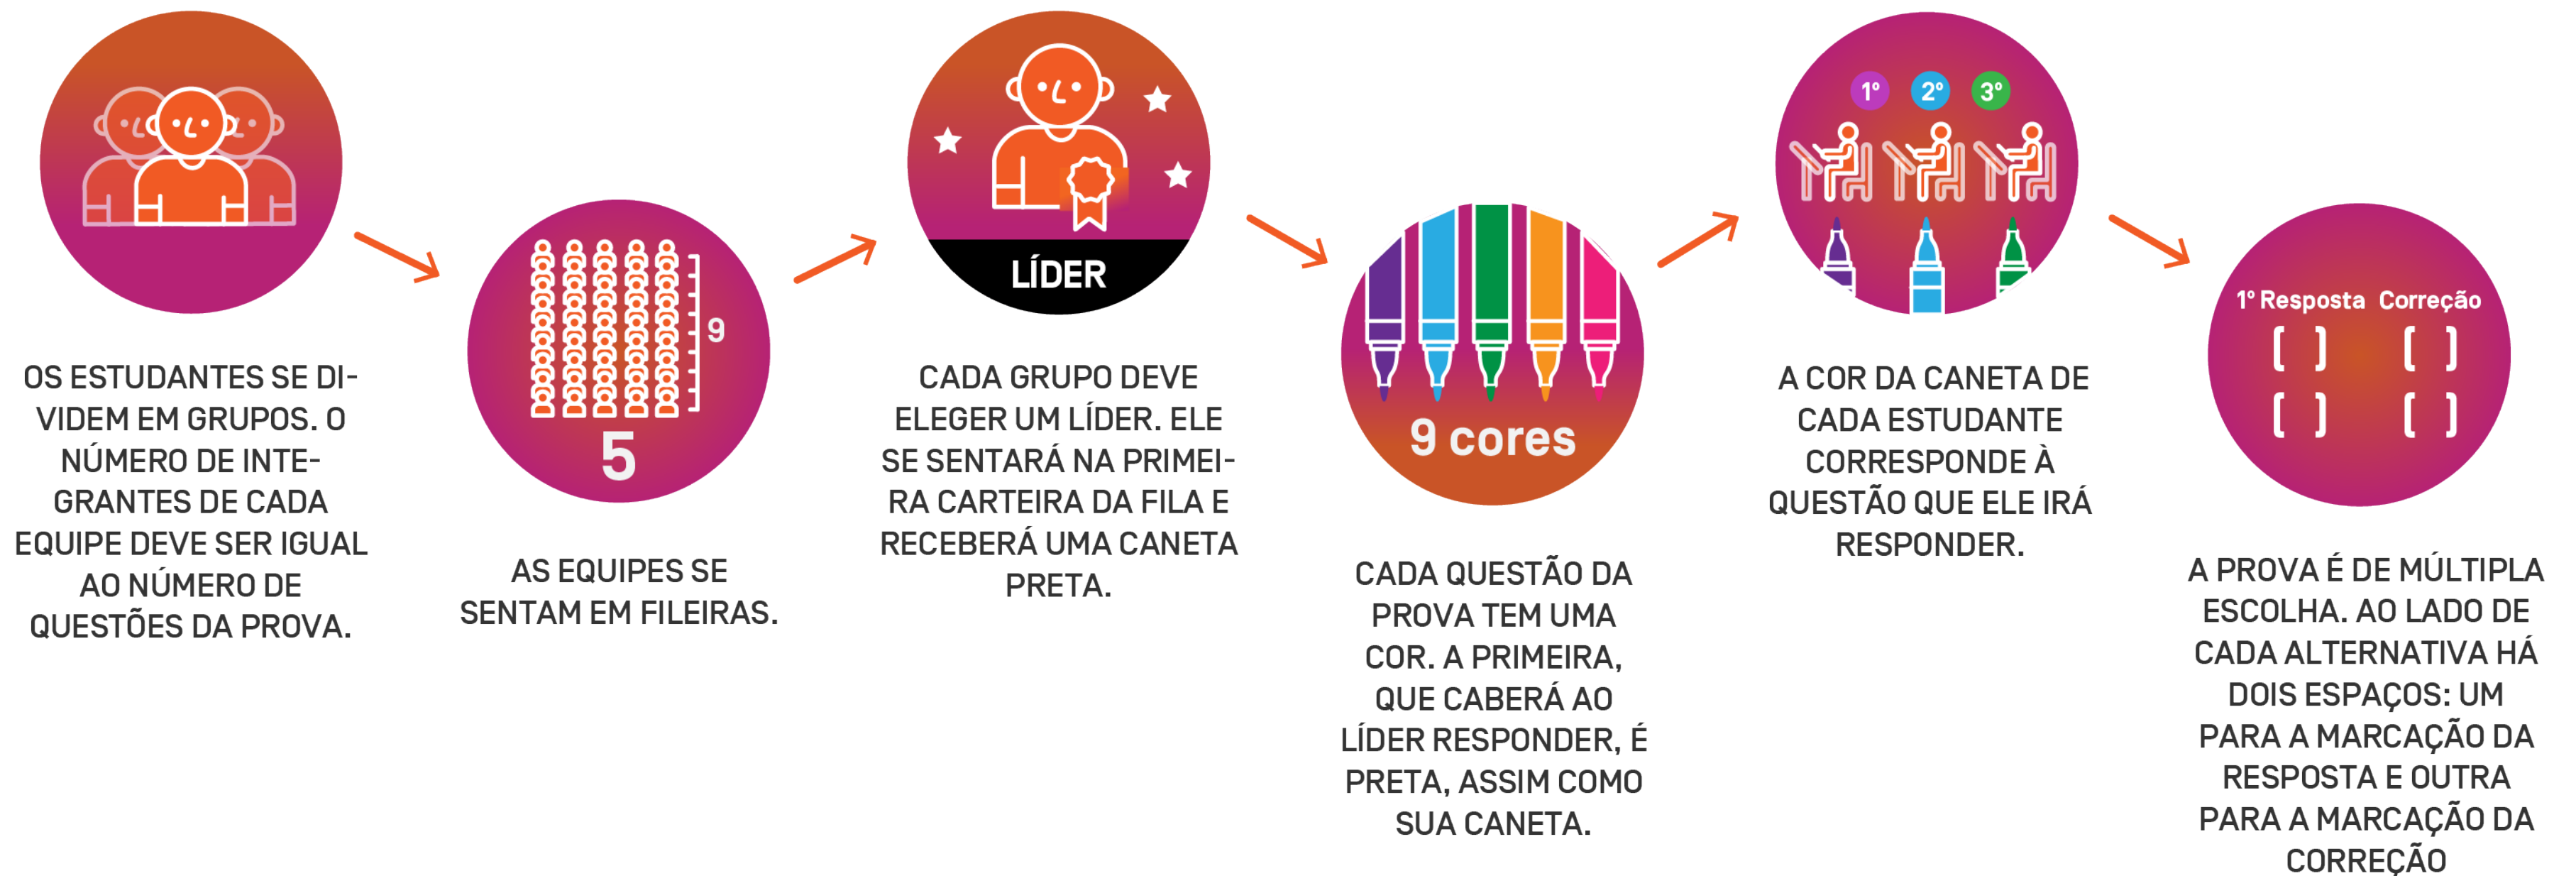 OS ESTUDANTES SE DI-
VIDEM EM GRUPOS. O
NÚMERO DE INTE-
GRANTES DE CADA
EQUIPE DEVE SER IGUAL
AO NÚMERO DE
QUESTÕES DA PROVA.
9
5
AS EQUIPES SE
SENTAM EM FILEIRAS.
LÍDER
CADA GRUPO DEVE
ELEGER UM LÍDER. ELE
SE SENTARÁ NA PRIMEI-
RA CARTEIRA DA FILA E
RECEBERÁ UMA CANETA
PRETA.
9 cores
CADA QUESTÃO DA
PROVA TEM UMA
COR. A PRIMEIRA,
QUE CABERÁ AO
LÍDER RESPONDER, É
PRETA, ASSIM COMO
SUA CANETA.
1º 2º 3º
A COR DA CANETA DE
CADA ESTUDANTE
CORRESPONDE À
QUESTÃO QUE ELE IRÁ
RESPONDER.
1º Resposta Correção
[ ] [ ]
[ ] [ ]
A PROVA É DE MÚLTIPLA
ESCOLHA. AO LADO DE
CADA ALTERNATIVA HÁ
DOIS ESPAÇOS: UM
PARA A MARCAÇÃO DA
RESPOSTA E OUTRA
PARA A MARCAÇÃO DA
CORREÇÃO